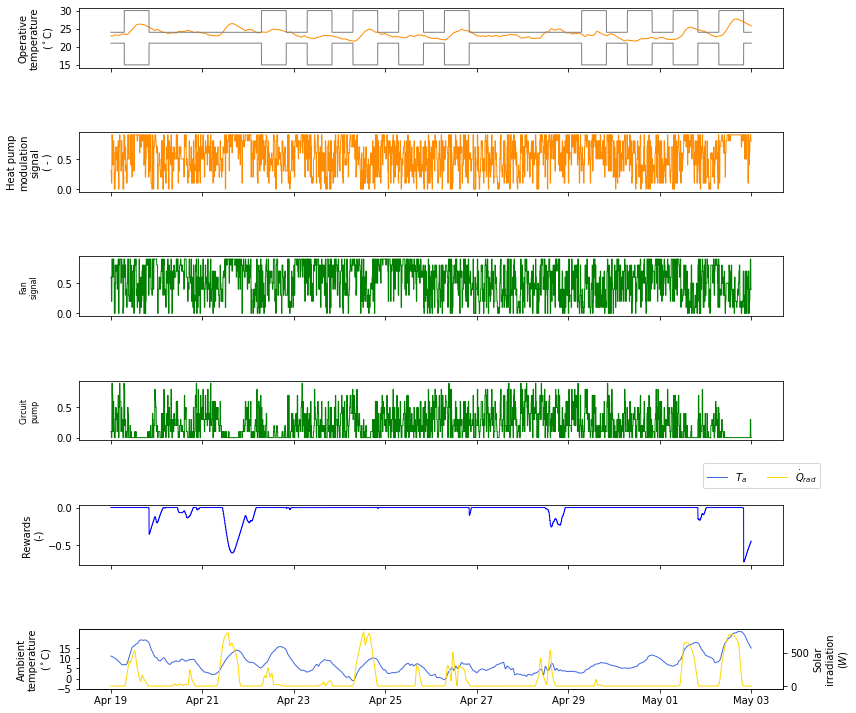 Operative
temperature
(°C)
30
25
20
15
Heat pump
modulation
signal
( - )
0.5
0.0
Fan
signal
0.5
0.0
Circuit
pump
0.5
0.0
T_a
Q̇_rad
Rewards
(-)
0.0
−0.5
Ambient
temperature
(°C)
15
10
5
0
−5
500
0
Solar
irradiation
(W)
Apr 19 Apr 21 Apr 23 Apr 25 Apr 27 Apr 29 May 01 May 03